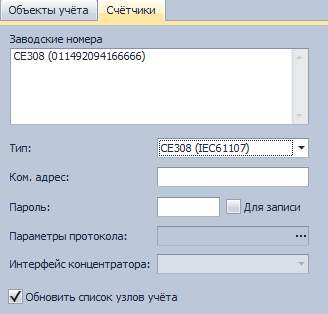 Объекты учёта Счётчики
Заводские номера
CE308 (011492094166666)
Тип: CE308 (IEC61107)
Ком. адрес:
Пароль: Для записи
Параметры протокола: ...
Интерфейс концентратора:
Обновить список узлов учёта